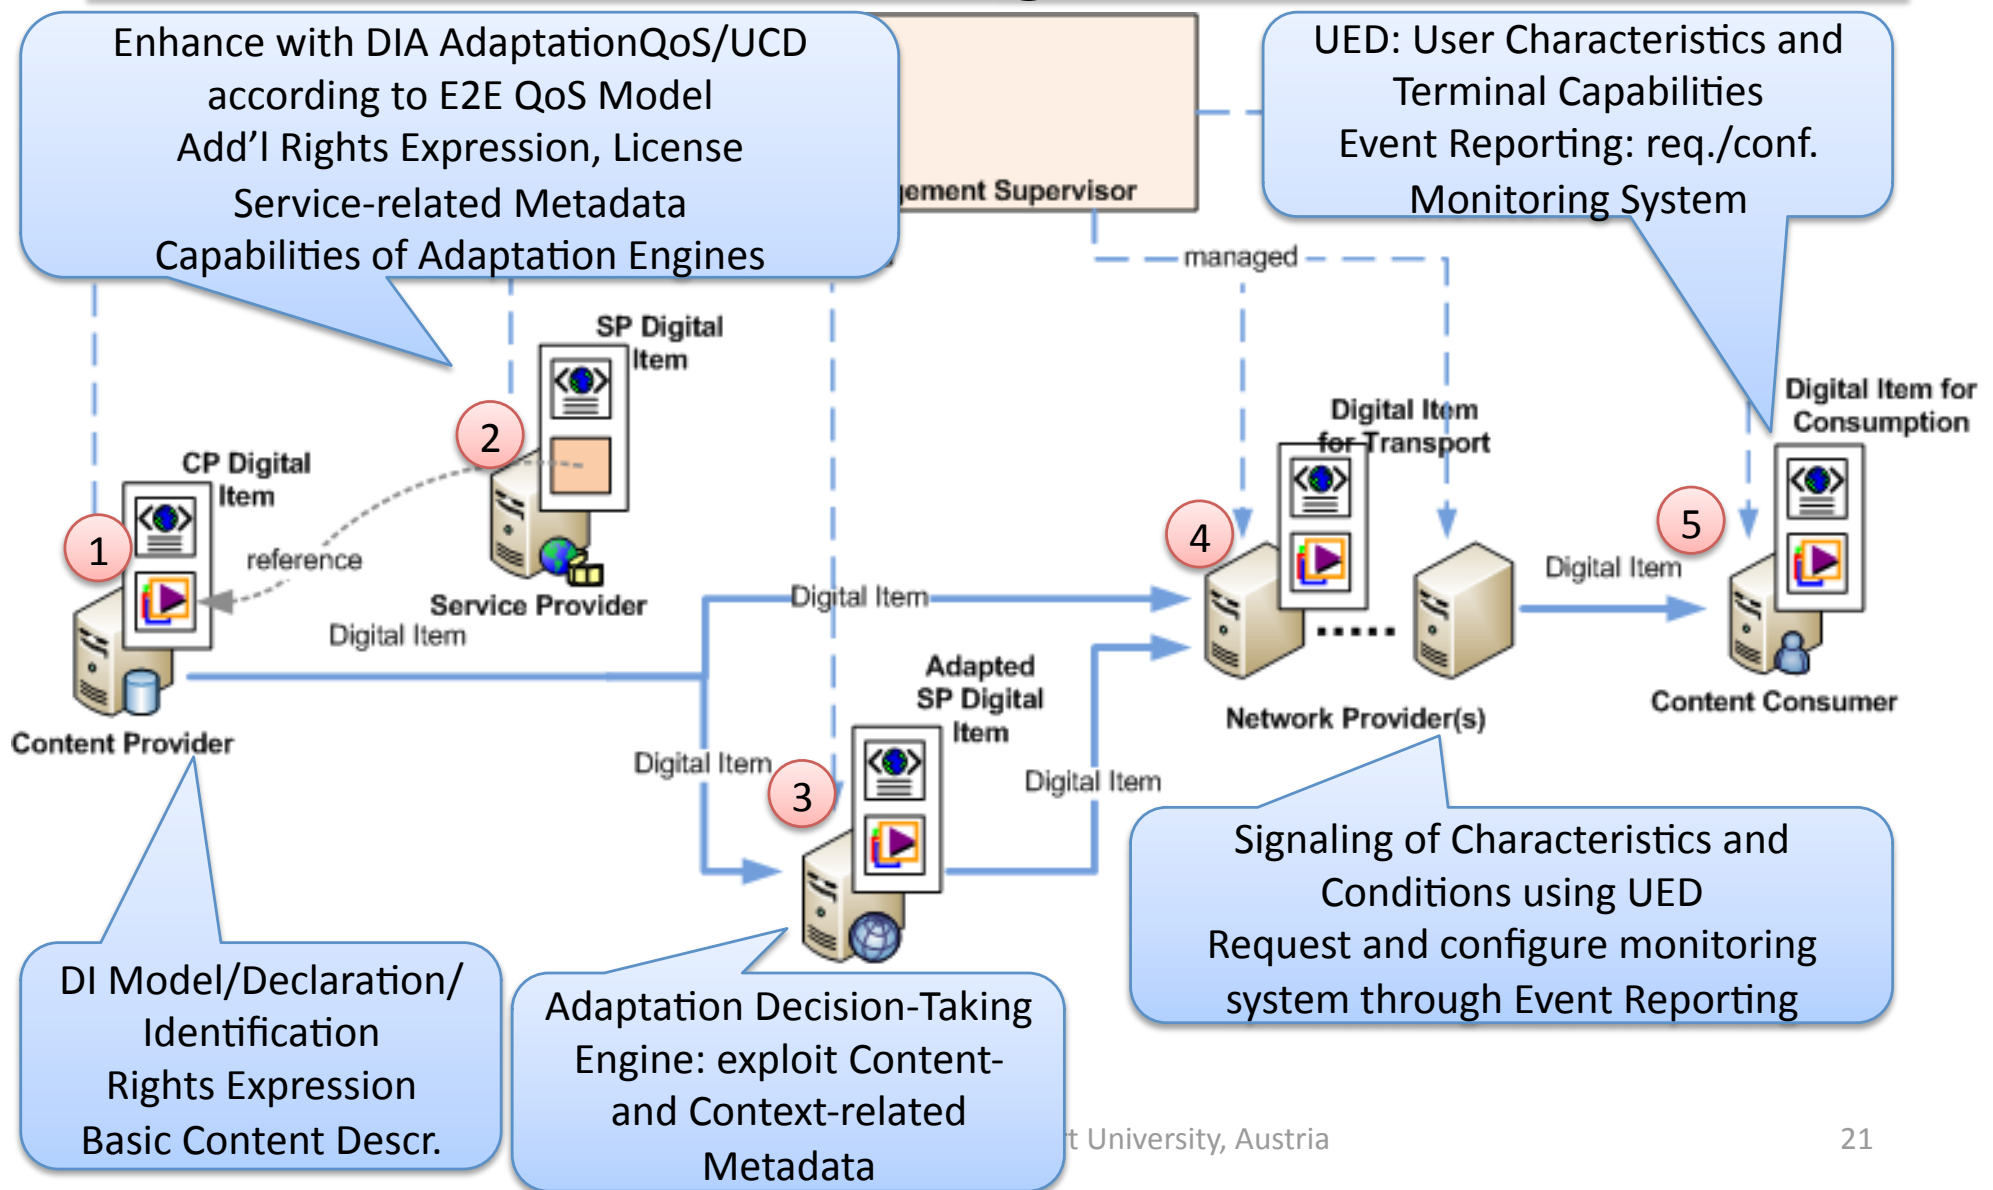 Enhance with DIA AdaptationQoS/UCD
according to E2E QoS Model
Add'l Rights Expression, License
Service-related Metadata
Capabilities of Adaptation Engines
UED: User Characteristics and
Terminal Capabilities
Event Reporting: req./conf.
Monitoring System
Supervisor
managed
SP Digital
Item
2
CP Digital
Item
1
reference
Service Provider
Digital Item
Content Provider
Digital Item
Digital Item
for Transport
4
Digital Item for
Consumption
5
Digital Item
Network Provider(s)
Content Consumer
Adapted
SP Digital
Item
Digital Item
3
Digital Item
DI Model/Declaration/
Identification
Rights Expression
Basic Content Descr.
Adaptation Decision-Taking
Engine: exploit Content-
and Context-related
Metadata
Signaling of Characteristics and
Conditions using UED
Request and configure monitoring
system through Event Reporting
University, Austria
21